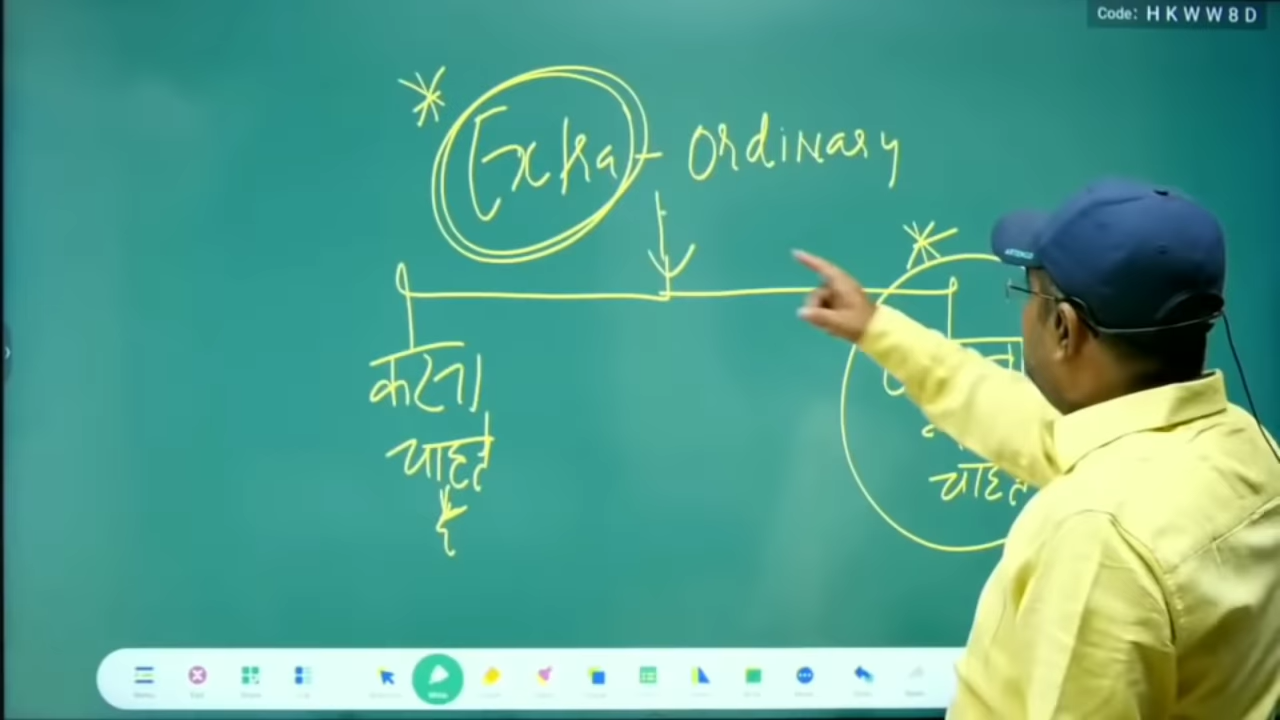 Code: HKWW8D
Extra - Ordinary
करना
चाहते
हैं
चाहते